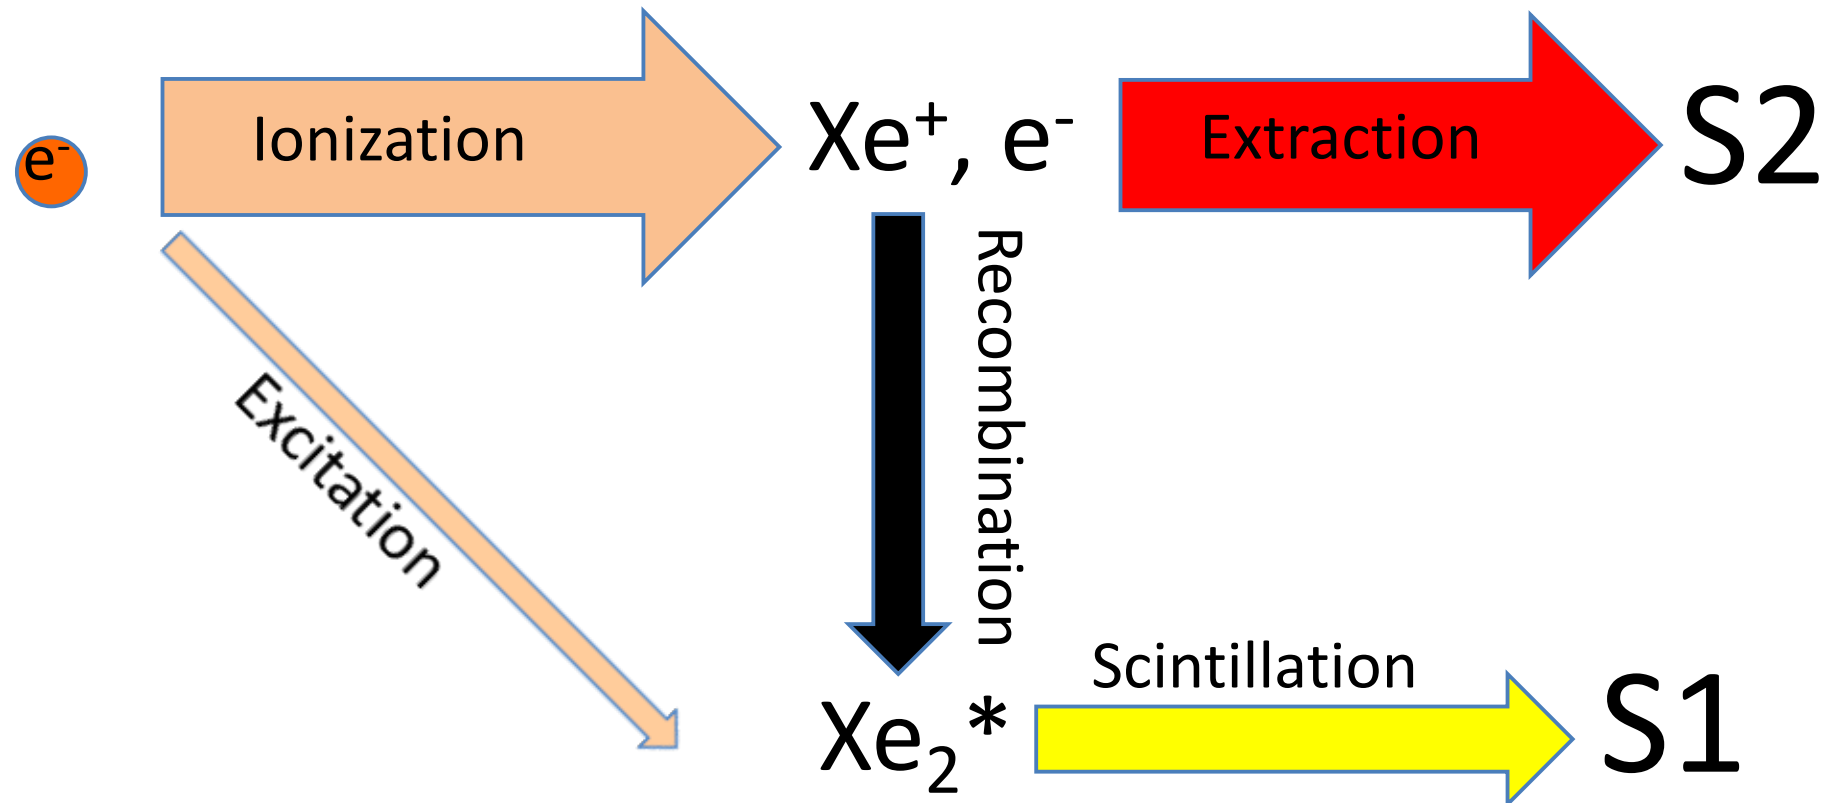 e⁻
Ionization
Xe⁺, e⁻
Extraction
S2
Recombination
Excitation
Scintillation
Xe₂*
S1